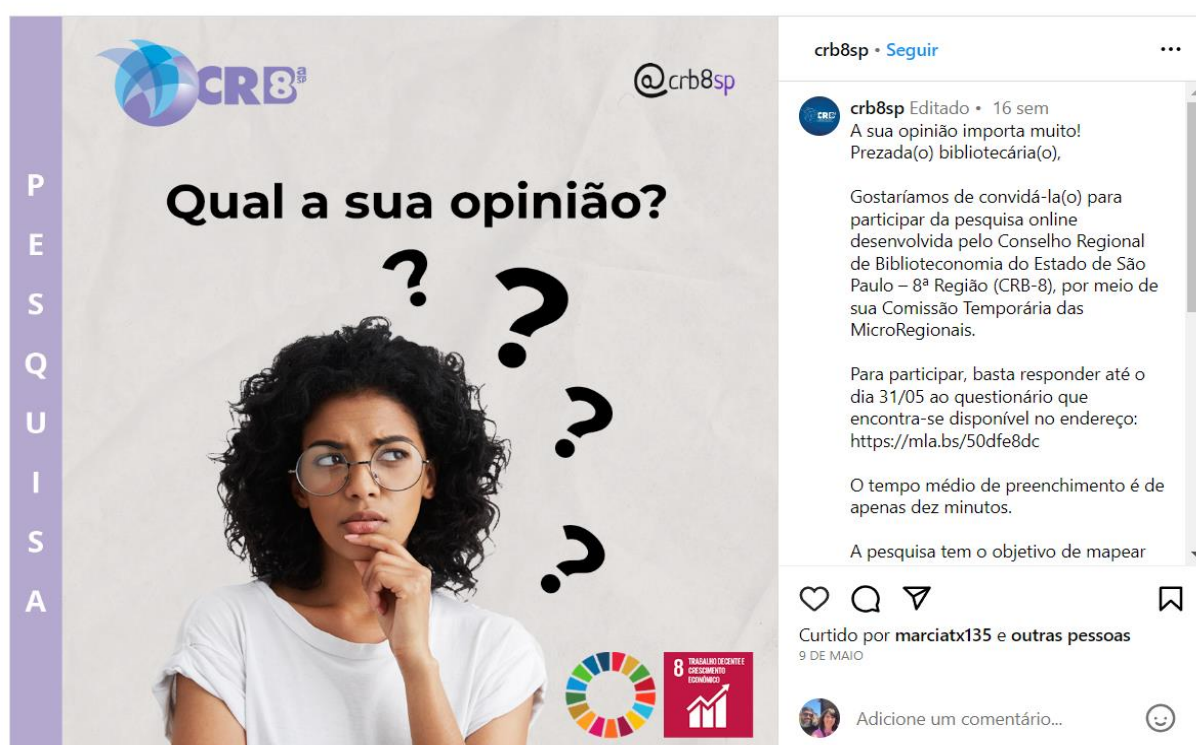 CRB8ª
SP
@crb8sp
PESQUISA
Qual a sua opinião?
? ? ? ?
8 TRABALHO DECENTE E
CRESCIMENTO
ECONÔMICO
crb8sp • Seguir
CRB
crb8sp Editado • 16 sem
A sua opinião importa muito!
Prezada(o) bibliotecária(o),
Gostaríamos de convidá-la(o) para
participar da pesquisa online
desenvolvida pelo Conselho Regional
de Biblioteconomia do Estado de São
Paulo – 8ª Região (CRB-8), por meio de
sua Comissão Temporária das
MicroRegionais.
Para participar, basta responder até o
dia 31/05 ao questionário que
encontra-se disponível no endereço:
https://mla.bs/50dfe8dc
O tempo médio de preenchimento é de
apenas dez minutos.
A pesquisa tem o objetivo de mapear
Curtido por marciatx135 e outras pessoas
9 DE MAIO
Adicione um comentário...